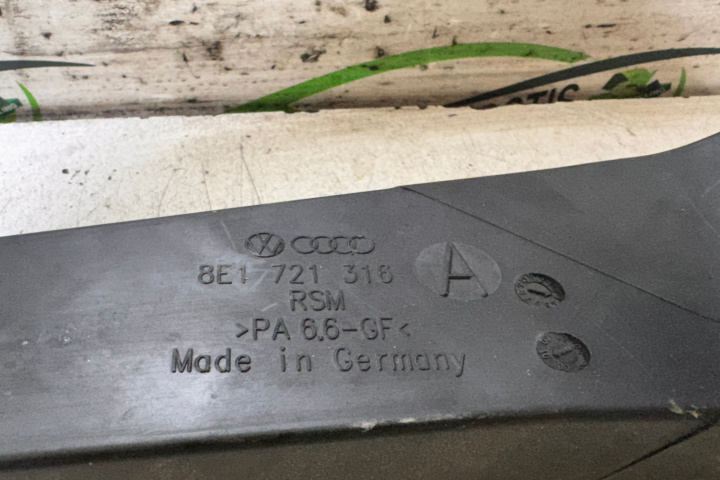 8E1 721 316
A
RSM
>PA 6.6-GF<
Made in Germany